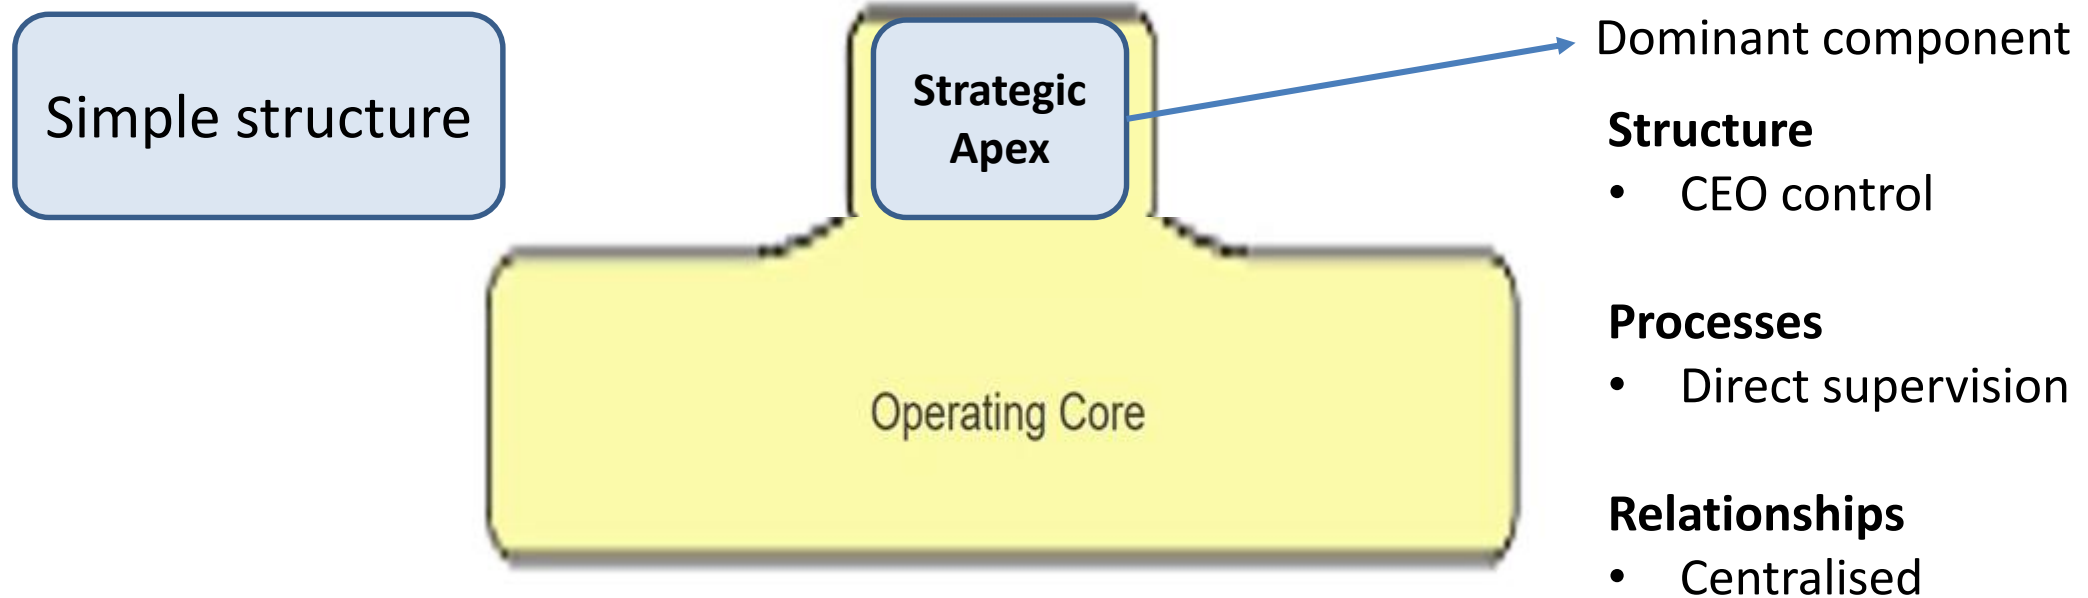 Simple structure
Strategic
Apex
Operating Core
Dominant component
Structure
• CEO control
Processes
• Direct supervision
Relationships
• Centralised